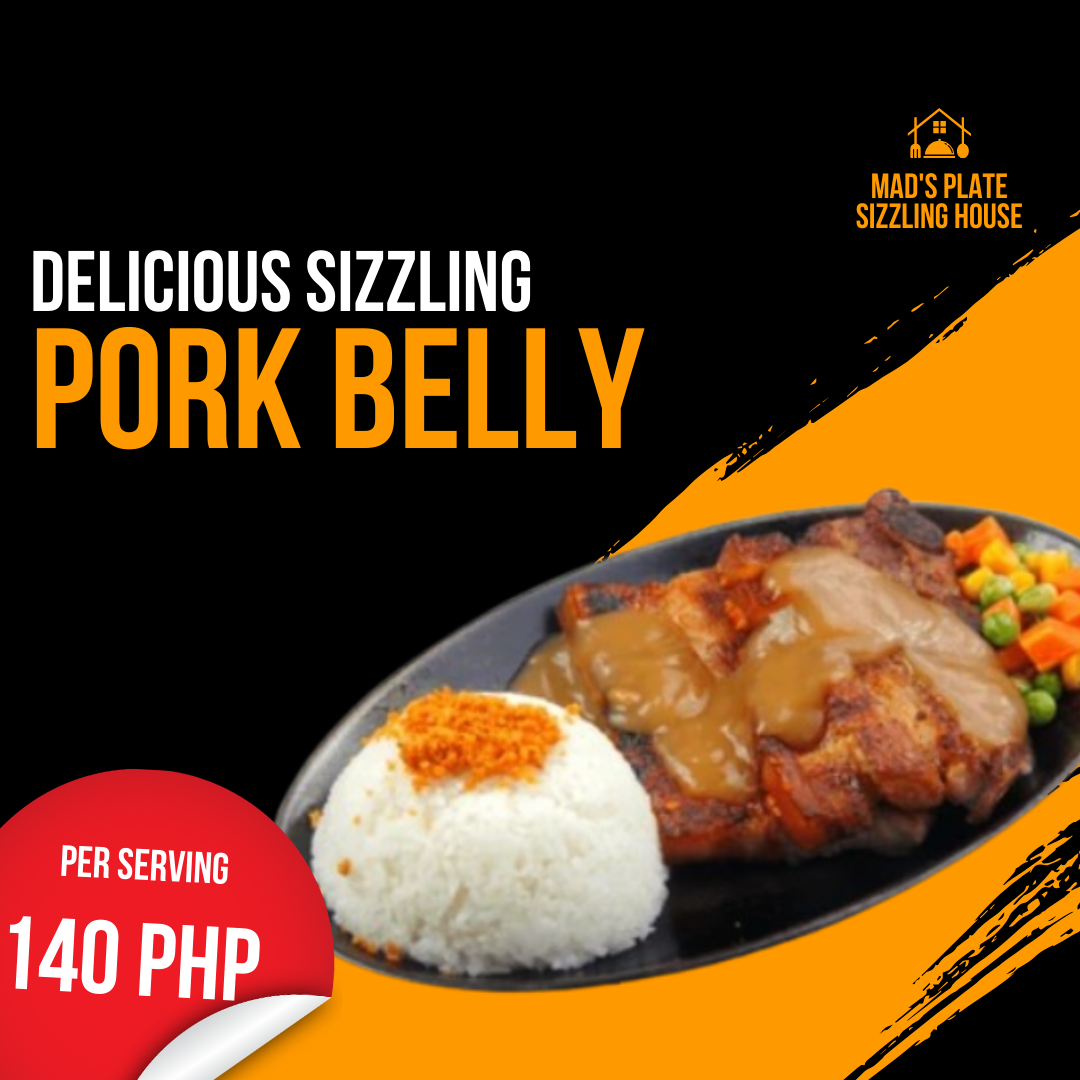 MAD'S PLATE
SIZZLING HOUSE
DELICIOUS SIZZLING
PORK BELLY
PER SERVING
140 PHP